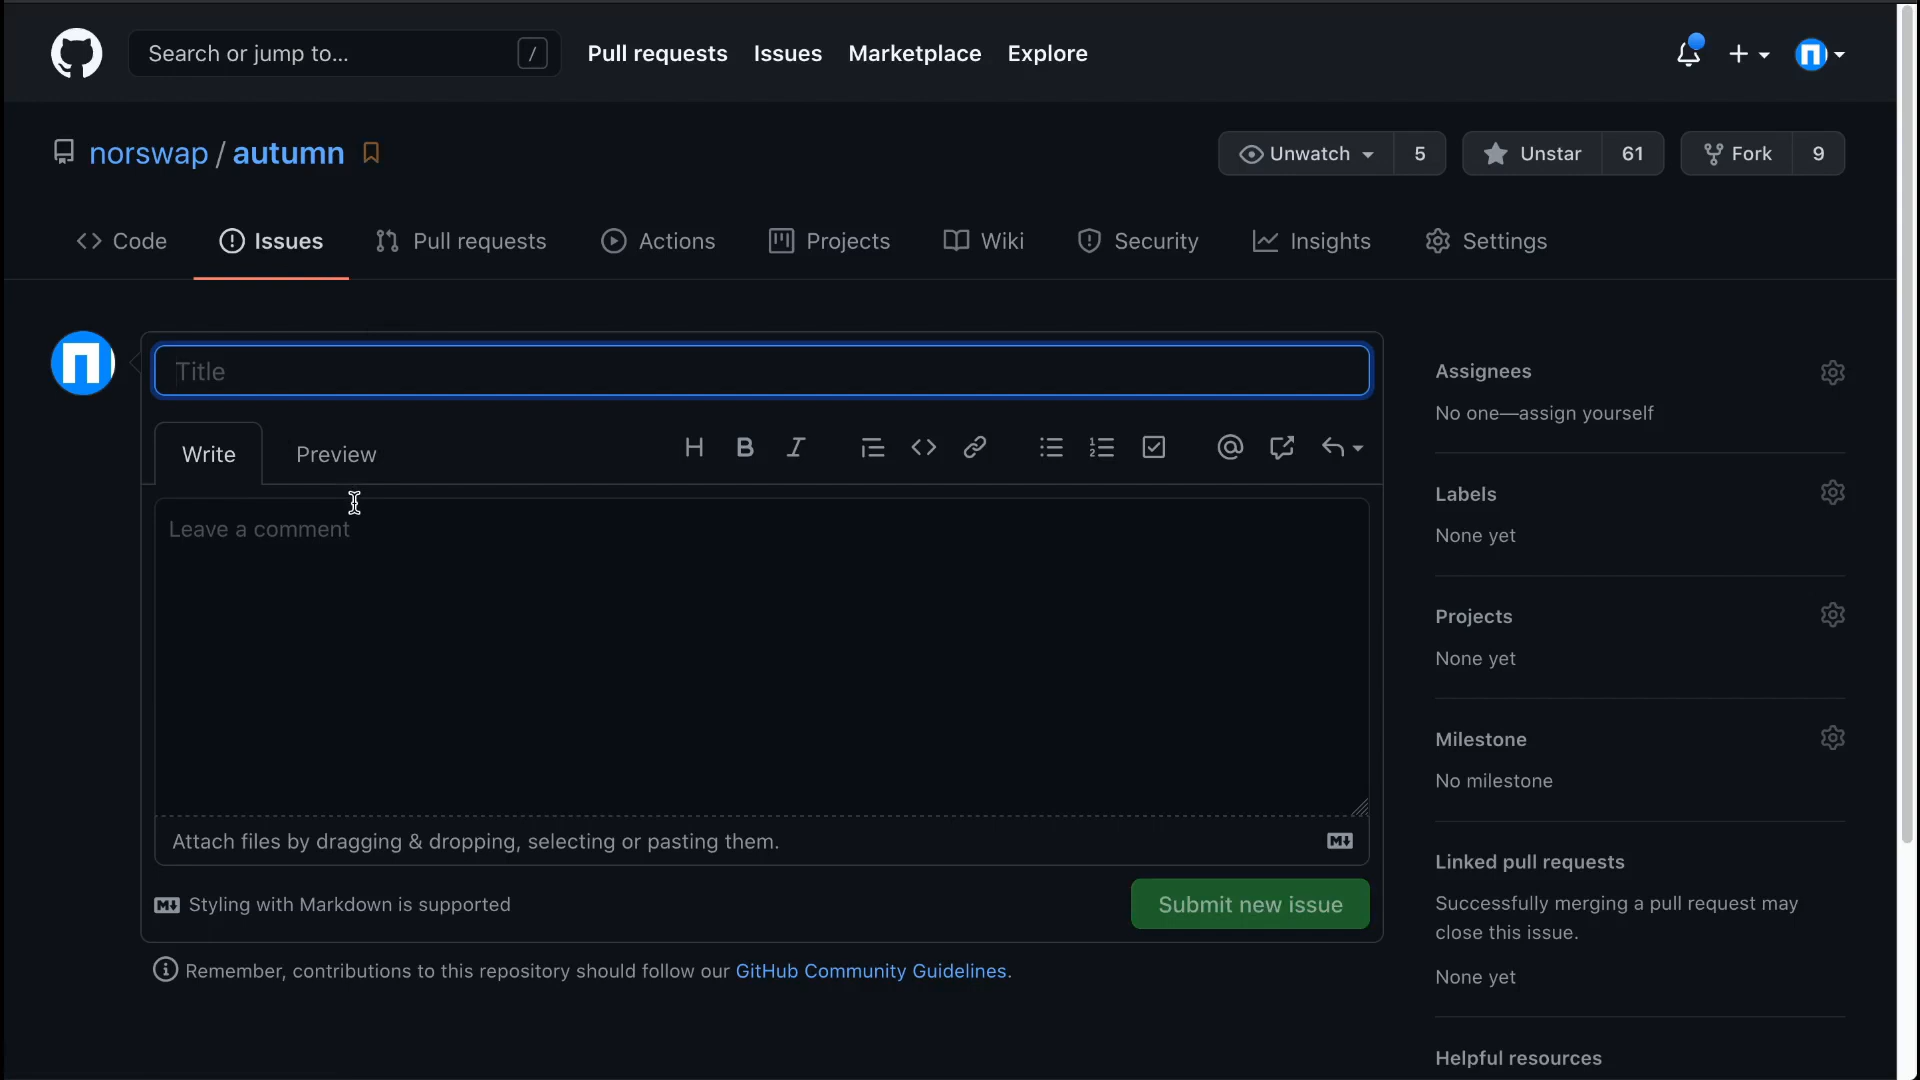 Search or jump to... / Pull requests Issues Marketplace Explore
norswap / autumn Unwatch 5 Unstar 61 Fork 9
Code Issues Pull requests Actions Projects Wiki Security Insights Settings
Title
Write Preview H B I
Leave a comment
Attach files by dragging & dropping, selecting or pasting them.
Styling with Markdown is supported
Submit new issue
Remember, contributions to this repository should follow our GitHub Community Guidelines.
Assignees
No one—assign yourself
Labels
None yet
Projects
None yet
Milestone
No milestone
Linked pull requests
Successfully merging a pull request may
close this issue.
None yet
Helpful resources